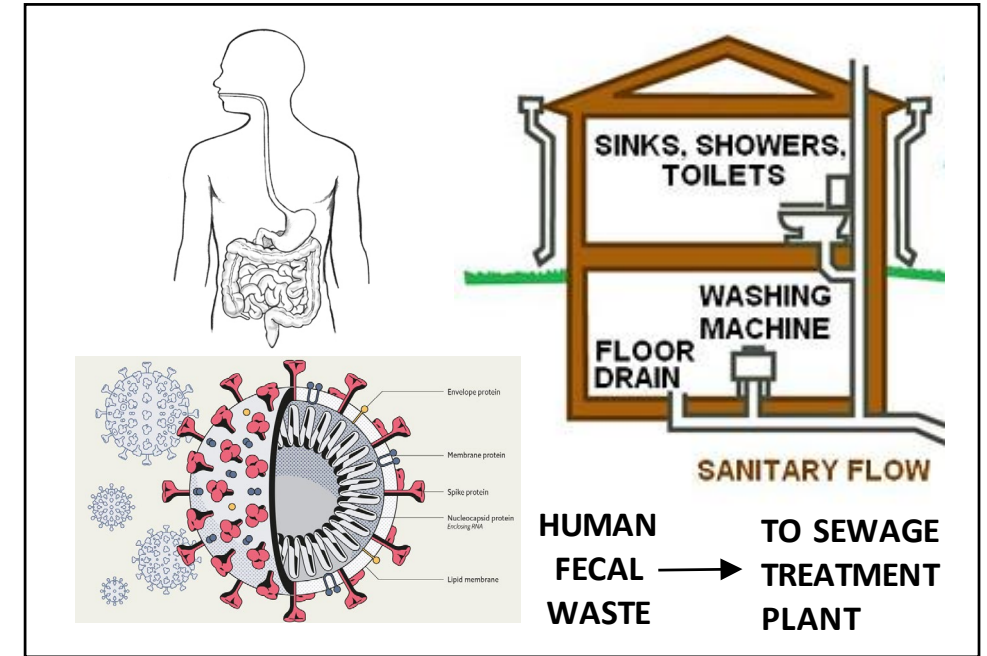 SINKS, SHOWERS,
TOILETS
WASHING
MACHINE
FLOOR
DRAIN
SANITARY FLOW
Envelope protein
Membrane protein
Spike protein
Nucleocapsid protein
Enclosing RNA
Lipid membrane
HUMAN
FECAL
WASTE
TO SEWAGE
TREATMENT
PLANT